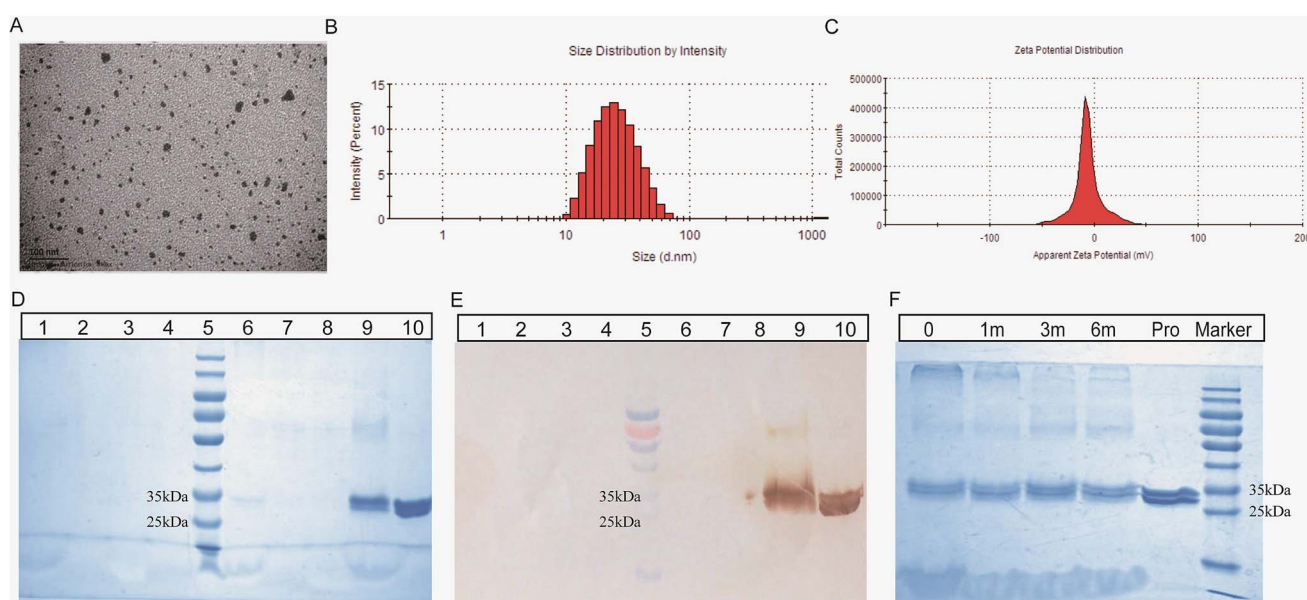 A
B
C
Size Distribution by Intensity
Intensity (Percent)
15
10
5
0
1
10
100
1000
Size (d.nm)
Zeta Potential Distribution
Total Counts
500000
400000
300000
200000
100000
0
-100
0
100
200
Apparent Zeta Potential (mV)
100 nm
D
1 2 3 4 5 6 7 8 9 10
35kDa
25kDa
E
1 2 3 4 5 6 7 8 9 10
35kDa
25kDa
F
0 1m 3m 6m Pro Marker
35kDa
25kDa